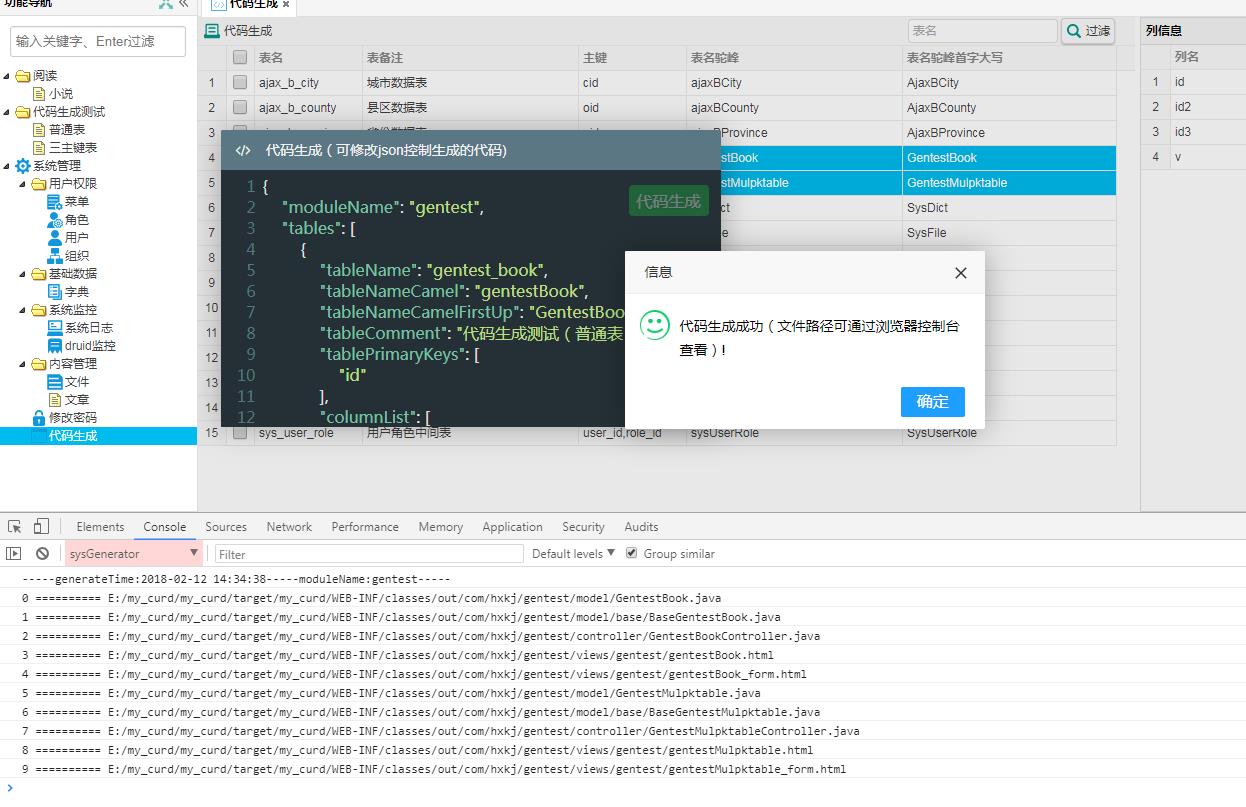 功能导航
代码生成
输入关键字、Enter过滤
阅读
小说
代码生成测试
普通表
三主键表
系统管理
用户权限
菜单
角色
用户
组织
基础数据
字典
系统监控
系统日志
druid监控
内容管理
文件
文章
修改密码
代码生成
代码生成
表名
过滤
表名 表备注 主键 表名驼峰 表名驼峰首字大写
1 ajax_b_city 城市数据表 cid ajaxBCity AjaxBCity
2 ajax_b_county 县区数据表 oid ajaxBCounty AjaxBCounty
3 ajaxBProvince AjaxBProvince
4 stBook GentestBook
5 stMulpktable GentestMulpktable
6 ct SysDict
7 e SysFile
8
9
10
11
12
13
14
15 sys_user_role 用户角色中间表 user_id,role_id sysUserRole SysUserRole
列信息
列名
1 id
2 id2
3 id3
4 v
代码生成（可修改json控制生成的代码)
代码生成
1 {
2 "moduleName": "gentest",
3 "tables": [
4 {
5 "tableName": "gentest_book",
6 "tableNameCamel": "gentestBook",
7 "tableNameCamelFirstUp": "GentestBoo
8 "tableComment": "代码生成测试（普通表
9 "tablePrimaryKeys": [
10 "id"
11 ],
12 "columnList": [
信息
代码生成成功（文件路径可通过浏览器控制台
查看）!
确定
Elements Console Sources Network Performance Memory Application Security Audits
sysGenerator Filter Default levels Group similar
-----generateTime:2018-02-12 14:34:38-----moduleName:gentest-----
0 ========== E:/my_curd/my_curd/target/my_curd/WEB-INF/classes/out/com/hxkj/gentest/model/GentestBook.java
1 ========== E:/my_curd/my_curd/target/my_curd/WEB-INF/classes/out/com/hxkj/gentest/model/base/BaseGentestBook.java
2 ========== E:/my_curd/my_curd/target/my_curd/WEB-INF/classes/out/com/hxkj/gentest/controller/GentestBookController.java
3 ========== E:/my_curd/my_curd/target/my_curd/WEB-INF/classes/out/com/hxkj/gentest/views/gentest/gentestBook.html
4 ========== E:/my_curd/my_curd/target/my_curd/WEB-INF/classes/out/com/hxkj/gentest/views/gentest/gentestBook_form.html
5 ========== E:/my_curd/my_curd/target/my_curd/WEB-INF/classes/out/com/hxkj/gentest/model/GentestMulpktable.java
6 ========== E:/my_curd/my_curd/target/my_curd/WEB-INF/classes/out/com/hxkj/gentest/model/base/BaseGentestMulpktable.java
7 ========== E:/my_curd/my_curd/target/my_curd/WEB-INF/classes/out/com/hxkj/gentest/controller/GentestMulpktableController.java
8 ========== E:/my_curd/my_curd/target/my_curd/WEB-INF/classes/out/com/hxkj/gentest/views/gentest/gentestMulpktable.html
9 ========== E:/my_curd/my_curd/target/my_curd/WEB-INF/classes/out/com/hxkj/gentest/views/gentest/gentestMulpktable_form.html